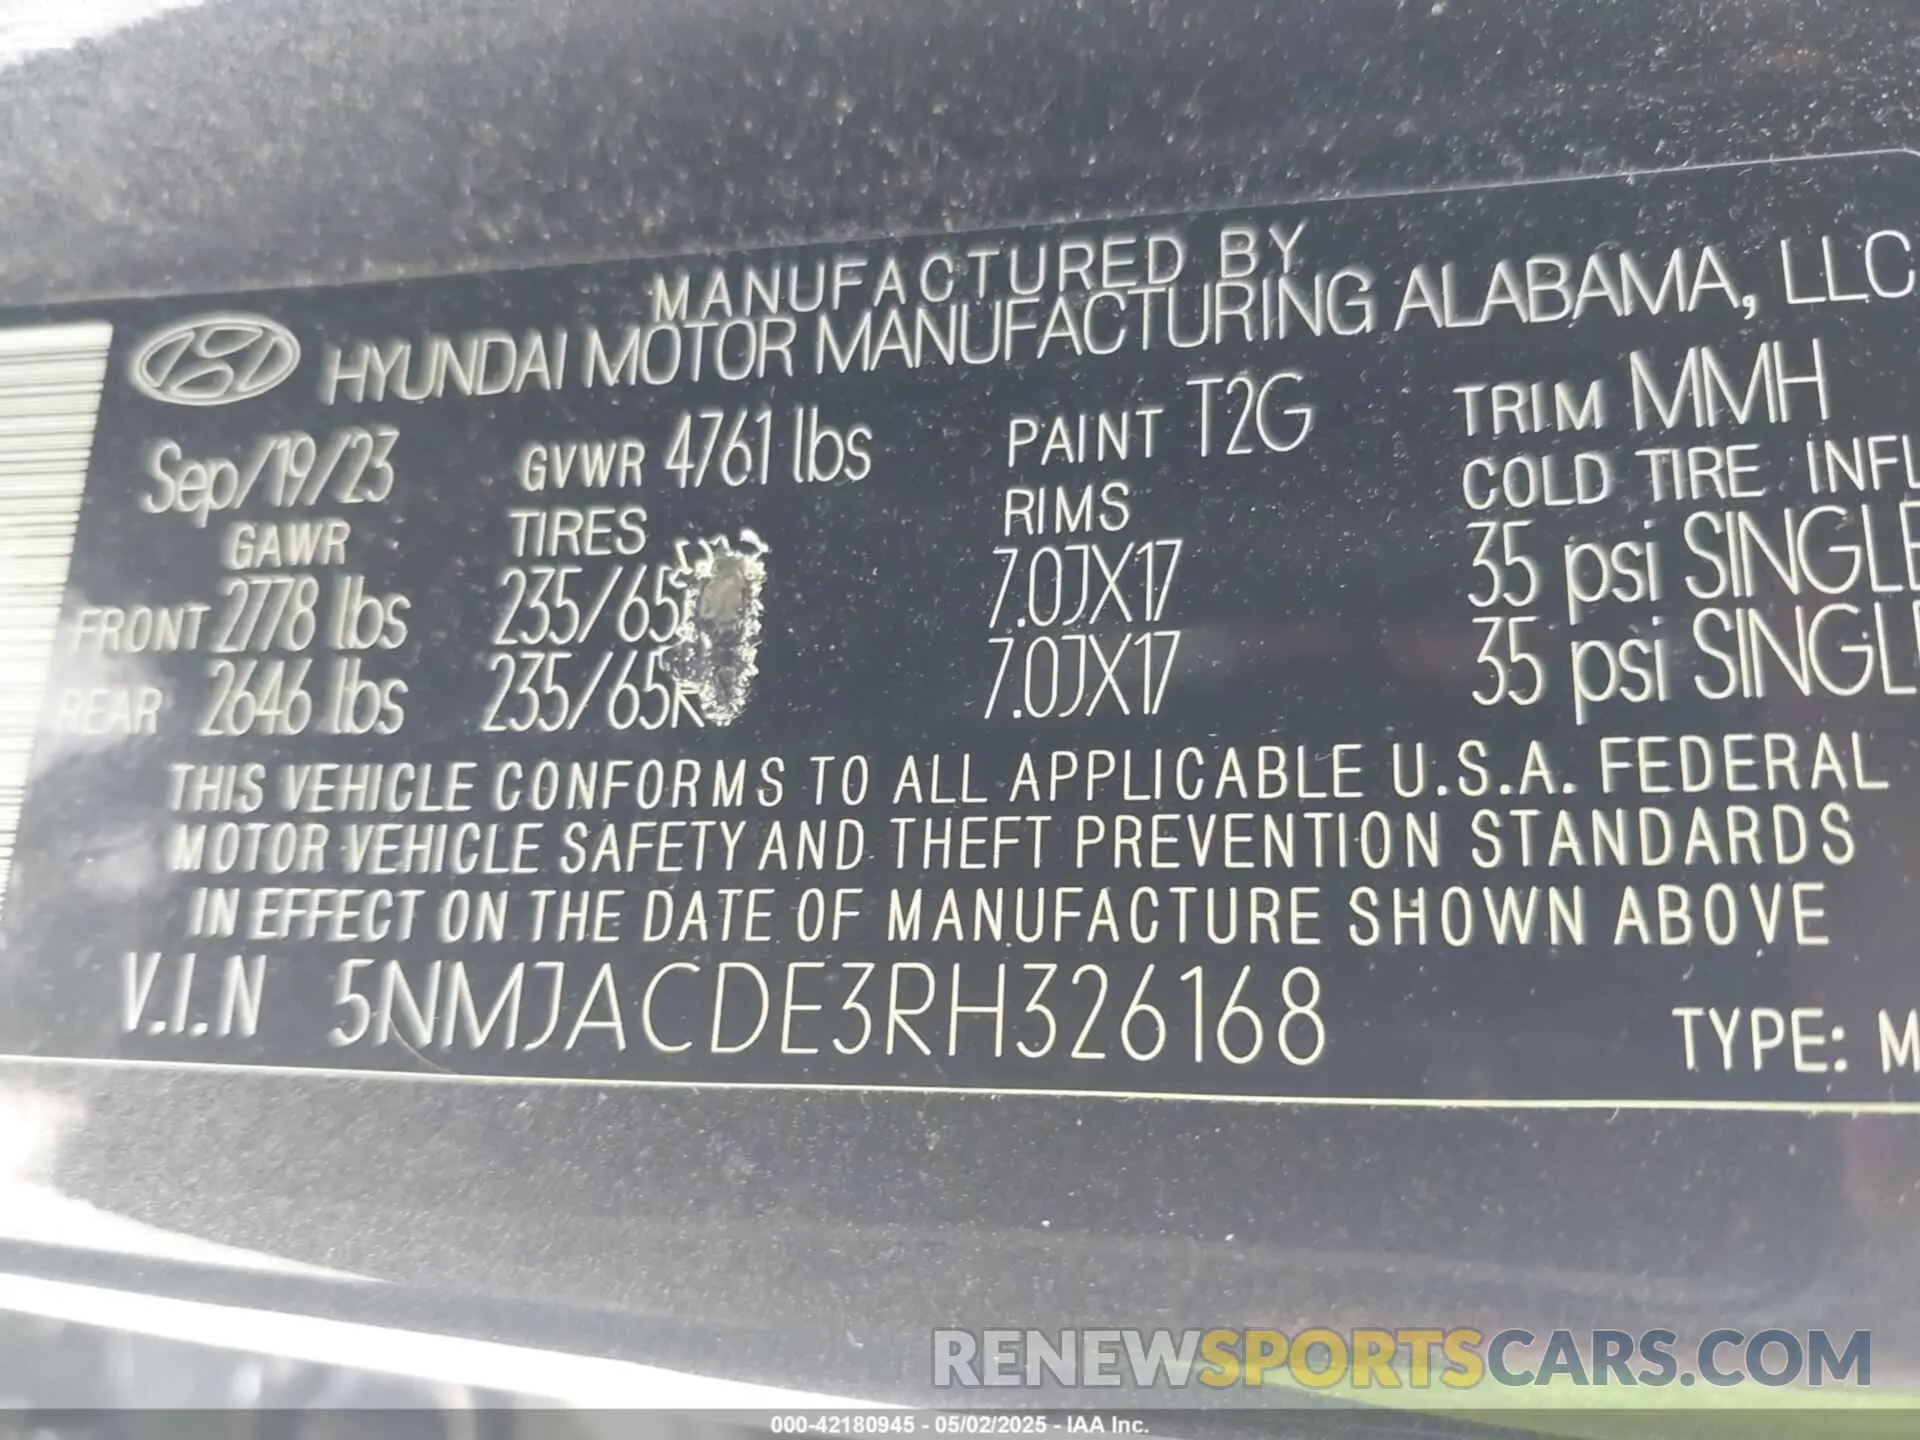 MANUFACTURED BY
HYUNDAI MOTOR MANUFACTURING ALABAMA, LLC
Sep/19/23 GVWR 4761 lbs PAINT T2G TRIM MMH
GAWR TIRES RIMS COLD TIRE INFL
FRONT 2778 lbs 235/65 7.0JX17 35 psi SINGLE
REAR 2646 lbs 235/65R 7.0JX17 35 psi SINGLE
THIS VEHICLE CONFORMS TO ALL APPLICABLE U.S.A. FEDERAL
MOTOR VEHICLE SAFETY AND THEFT PREVENTION STANDARDS
IN EFFECT ON THE DATE OF MANUFACTURE SHOWN ABOVE
V.I.N 5NMJACDE3RH326168 TYPE: M
RENEWSPORTSCARS.COM
000-42180945 - 05/02/2025 - IAA Inc.